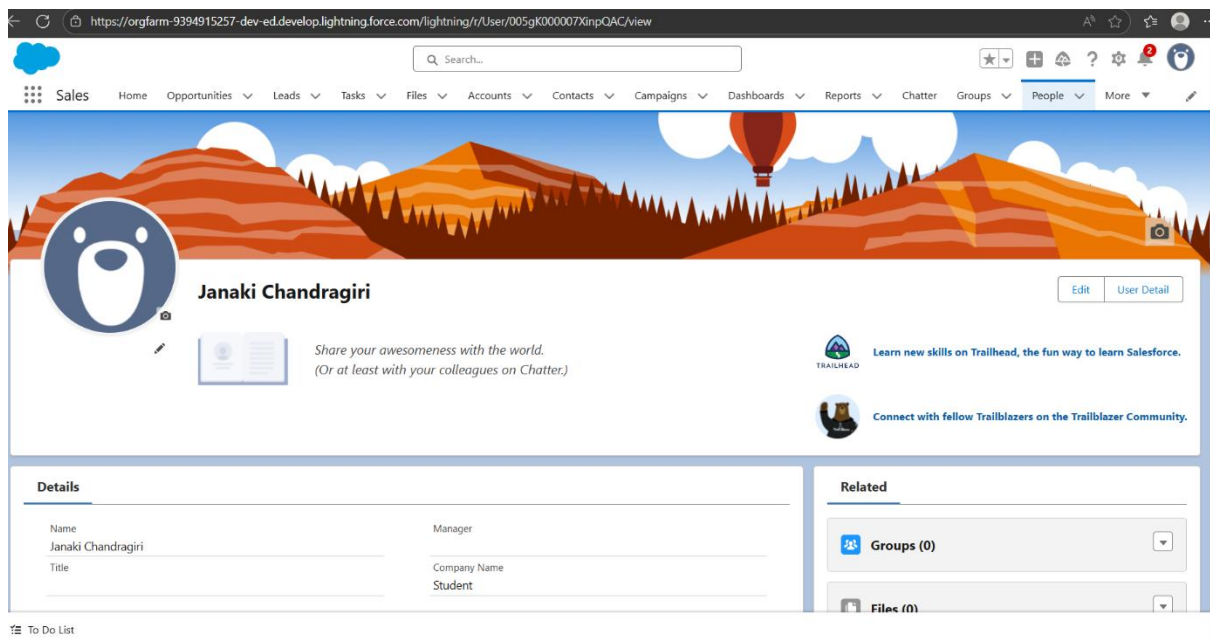 https://orgfarm-9394915257-dev-ed.develop.lightning.force.com/lightning/r/User/005gK000007XinpQAC/view
Search...
2
Sales Home Opportunities Leads Tasks Files Accounts Contacts Campaigns Dashboards Reports Chatter Groups People More
Janaki Chandragiri
Edit User Detail
Share your awesomeness with the world.
(Or at least with your colleagues on Chatter.)
TRAILHEAD
Learn new skills on Trailhead, the fun way to learn Salesforce.
Connect with fellow Trailblazers on the Trailblazer Community.
Details
Name
Janaki Chandragiri
Manager
Title
Company Name
Student
Related
Groups (0)
Files (0)
To Do List